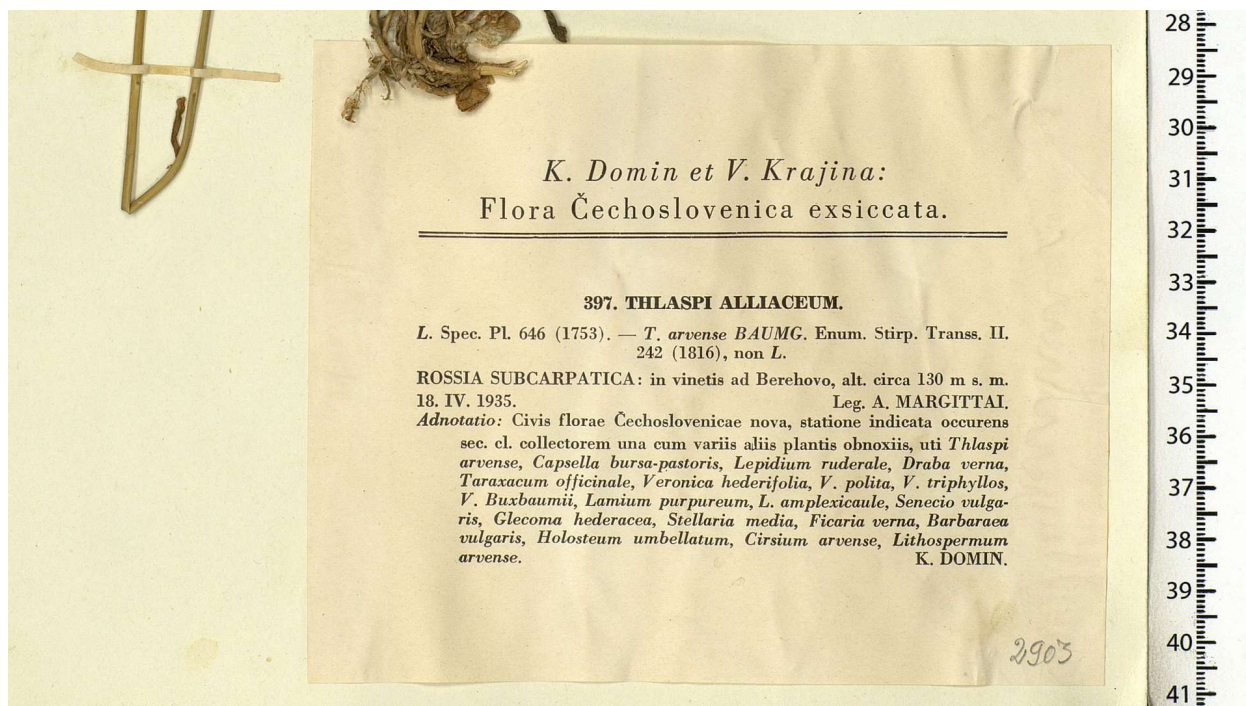 K. Domin et V. Krajina:
Flora Čechoslovenica exsiccata.
397. THLASPI ALLIACEUM.
L. Spec. Pl. 646 (1753). — T. arvense BAUMG. Enum. Stirp. Transs. II.
242 (1816), non L.
ROSSIA SUBCARPATICA: in vinetis ad Berehovo, alt. circa 130 m s. m.
18. IV. 1935. Leg. A. MARGITTAI.
Adnotatio: Civis florae Čechoslovenicae nova, statione indicata occurens
sec. cl. collectorem una cum variis aliis plantis obnoxiis, uti Thlaspi
arvense, Capsella bursa-pastoris, Lepidium ruderale, Draba verna,
Taraxacum officinale, Veronica hederifolia, V. polita, V. triphyllos,
V. Buxbaumii, Lamium purpureum, L. amplexicaule, Senecio vulga-
ris, Glecoma hederacea, Stellaria media, Ficaria verna, Barbaraea
vulgaris, Holosteum umbellatum, Cirsium arvense, Lithospermum
arvense. K. DOMIN.
2903
28
29
30
31
32
33
34
35
36
37
38
39
40
41